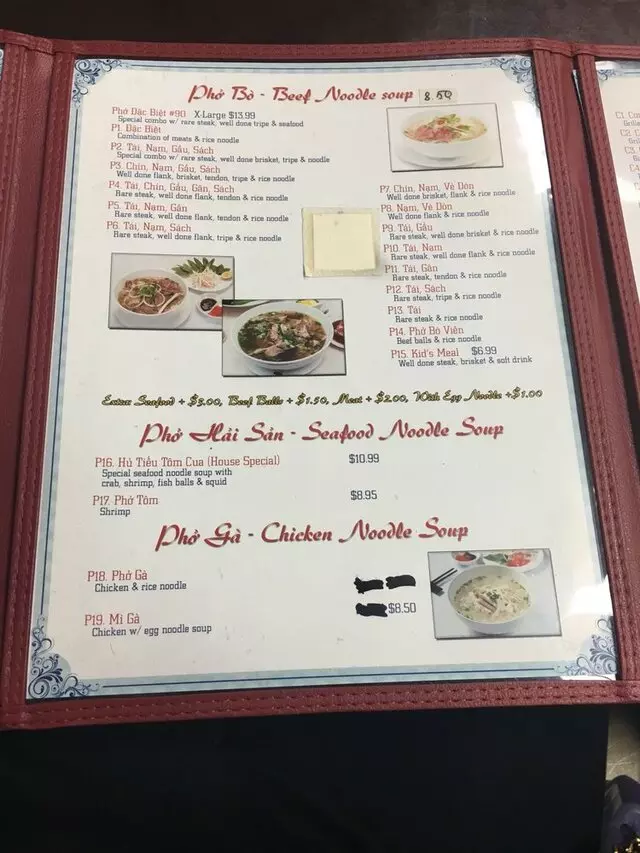 Phở Bò - Beef Noodle soup 8.50
Phở Đặc Biệt #90 X-Large $13.99
Special combo w/ rare steak, well done tripe & seafood
P1. Đặc Biệt
Combination of meats & rice noodle
P2. Tái, Nạm, Gầu, Sách
Special combo w/ rare steak, well done brisket, tripe & noodle
P3. Chín, Nạm, Gầu, Sách
Well done flank, brisket, tendon, tripe & rice noodle
P4. Tái, Chín, Gầu, Gân, Sách
Rare steak, well done flank, tendon & rice noodle
P5. Tái, Nạm, Gân
Rare steak, well done flank, tendon & rice noodle
P6. Tái, Nạm, Sách
Rare steak, well done flank, tripe & rice noodle
P7. Chín, Nạm, Vè Dòn
Well done brisket, flank & rice noodle
P8. Nạm, Vè Dòn
Well done flank & rice noodle
P9. Tái, Gầu
Rare steak, well done brisket & rice noodle
P10. Tái, Nạm
Rare steak, well done flank & rice noodle
P11. Tái, Gân
Rare steak, tendon & rice noodle
P12. Tái, Sách
Rare steak, tripe & rice noodle
P13. Tái
Rare steak & rice noodle
P14. Phở Bò Viên
Beef balls & rice noodle
P15. Kid's Meal $6.99
Well done steak, brisket & soft drink
Extar Seafood + $3.00, Beef Balls + $1.50, Meat + $2.00, With Egg Noodle +$1.00
Phở Hải Sản - Seafood Noodle Soup
P16. Hủ Tiếu Tôm Cua (House Special) $10.99
Special seafood noodle soup with
crab, shrimp, fish balls & squid
P17. Phở Tôm $8.95
Shrimp
Phở Gà - Chicken Noodle Soup
P18. Phở Gà
Chicken & rice noodle
$8.50
P19. Mì Gà
Chicken w/ egg noodle soup